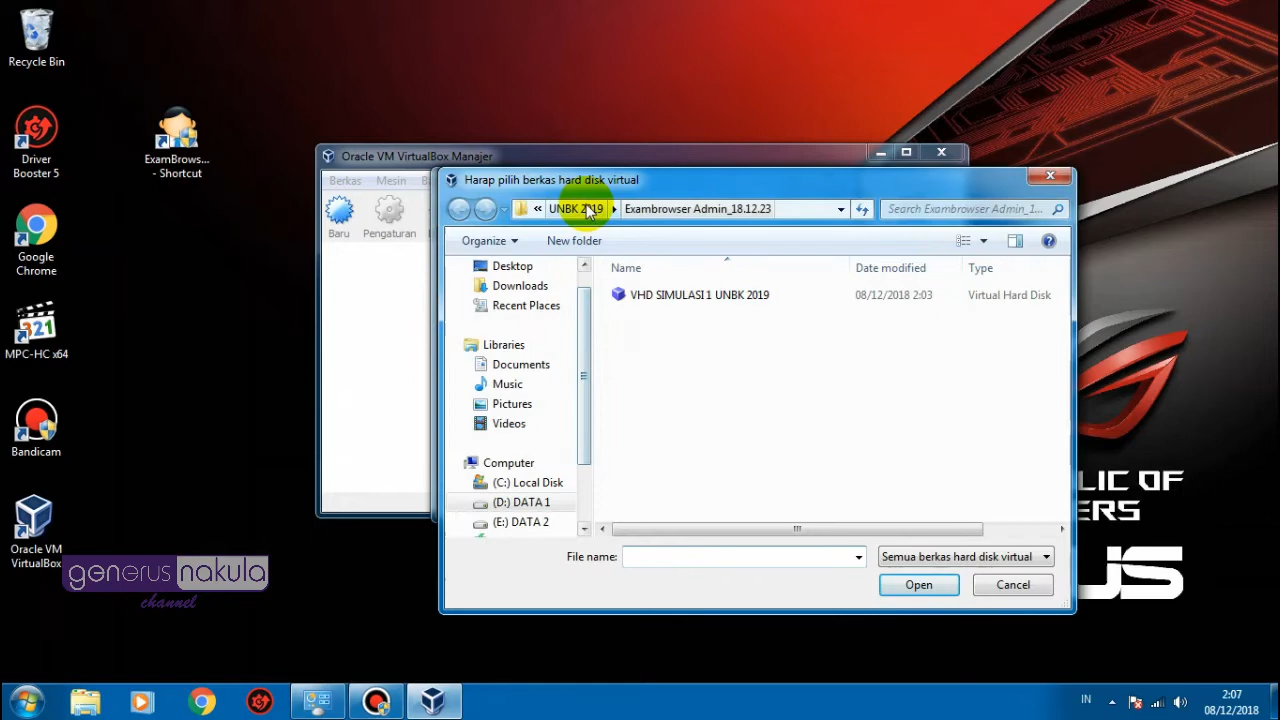 Recycle Bin
Driver
Booster 5
ExamBrows...
- Shortcut
Google
Chrome
MPC-HC x64
Bandicam
Oracle VM
VirtualBox
generus nakula
channel
Oracle VM VirtualBox Manajer
Berkas Mesin
Baru Pengaturan
Harap pilih berkas hard disk virtual
« UNBK 2019 Exambrowser Admin_18.12.23
Search Exambrowser Admin_1...
Organize New folder
Desktop
Downloads
Recent Places
Libraries
Documents
Music
Pictures
Videos
Computer
(C:) Local Disk
(D:) DATA 1
(E:) DATA 2
Name Date modified Type
VHD SIMULASI 1 UNBK 2019 08/12/2018 2:03 Virtual Hard Disk
File name: Semua berkas hard disk virtual
Open Cancel
LIC OF
ERS
321
IN
2:07
08/12/2018